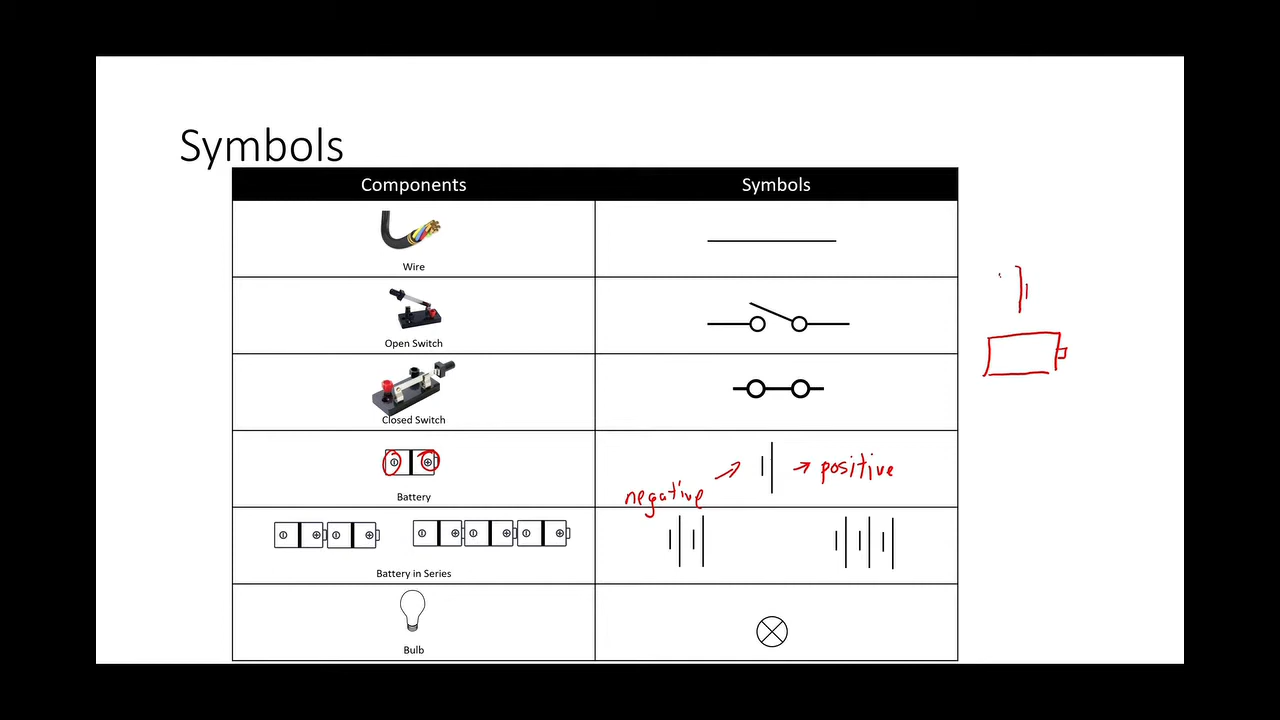 Symbols
Components Symbols
Wire
Open Switch
Closed Switch
Battery
positive
negative
Battery in Series
Bulb